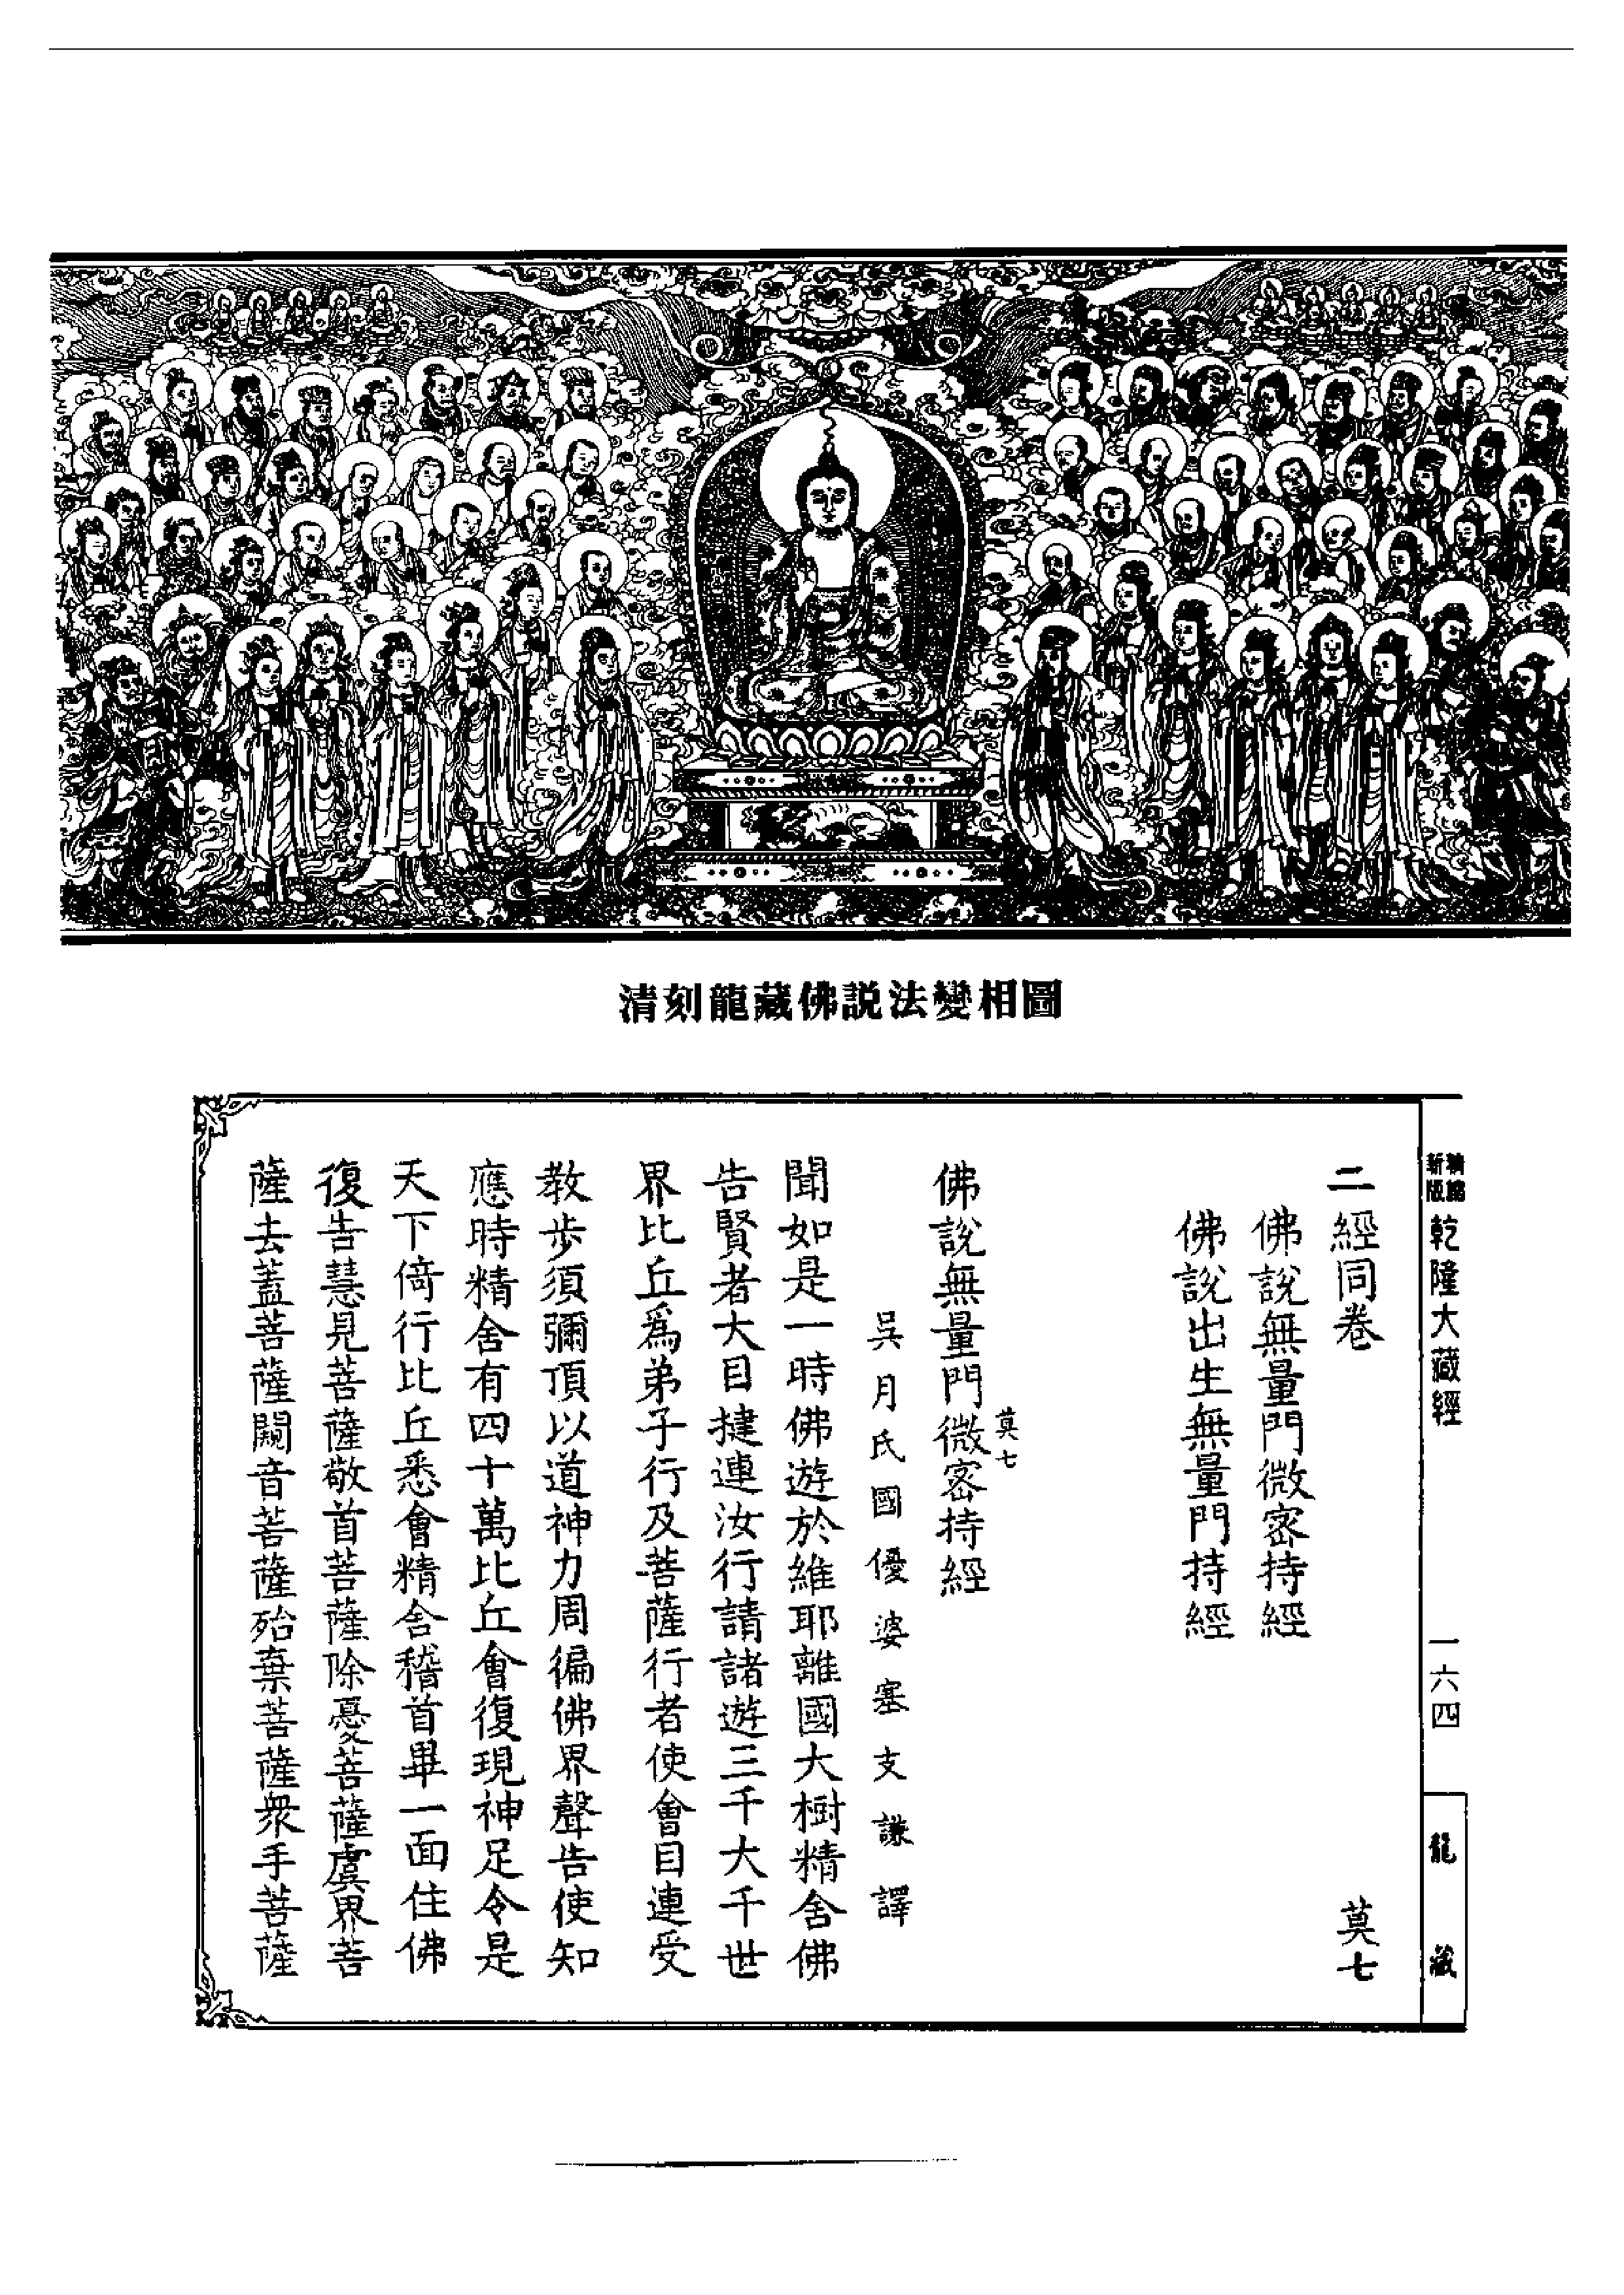 清刻龍藏佛説法變相圖
新版
精縮
乾隆大藏經
一六四
龍藏
二經同卷
莫七
佛說無量門微密持經
佛說出生無量門持經
莫七
佛說無量門微密持經
吳月氏國優婆塞支謙譯
聞如是一時佛遊於維耶離國大樹精舍佛
告賢者大目揵連汝行請諸遊三千大千世
界比丘爲弟子行及菩薩行者使會目連受
教步須彌頂以道神力周徧佛界聲告使知
應時精舍有四十萬比丘會復現神足令是
天下倚行比丘悉會精舍稽首畢一面住佛
復告慧見菩薩敬首菩薩除憂菩薩虞界菩
薩去蓋菩薩闚音菩薩殆棄菩薩衆手菩薩